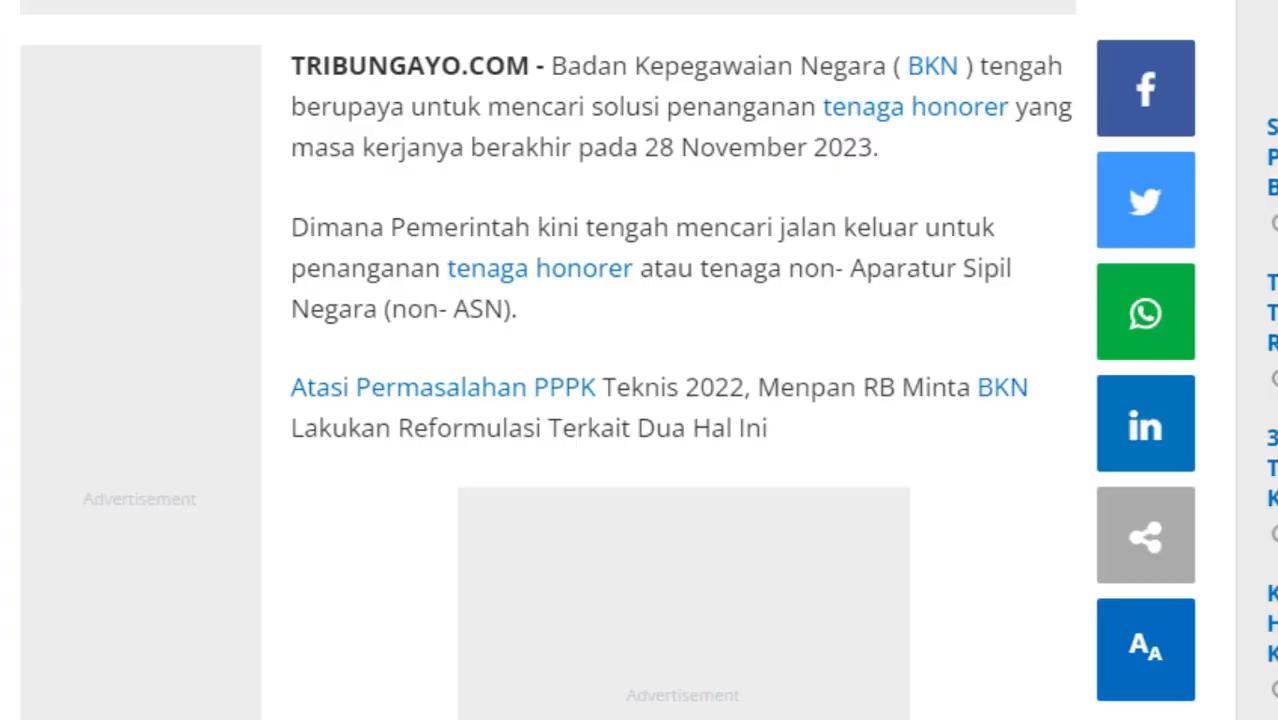 TRIBUNGAYO.COM - Badan Kepegawaian Negara ( BKN ) tengah
berupaya untuk mencari solusi penanganan tenaga honorer yang
masa kerjanya berakhir pada 28 November 2023.
Dimana Pemerintah kini tengah mencari jalan keluar untuk
penanganan tenaga honorer atau tenaga non- Aparatur Sipil
Negara (non- ASN).
Atasi Permasalahan PPPK Teknis 2022, Menpan RB Minta BKN
Lakukan Reformulasi Terkait Dua Hal Ini
Advertisement
Advertisement
f
in
AA
S
P
B
T
T
R
3
T
K
K
H
K